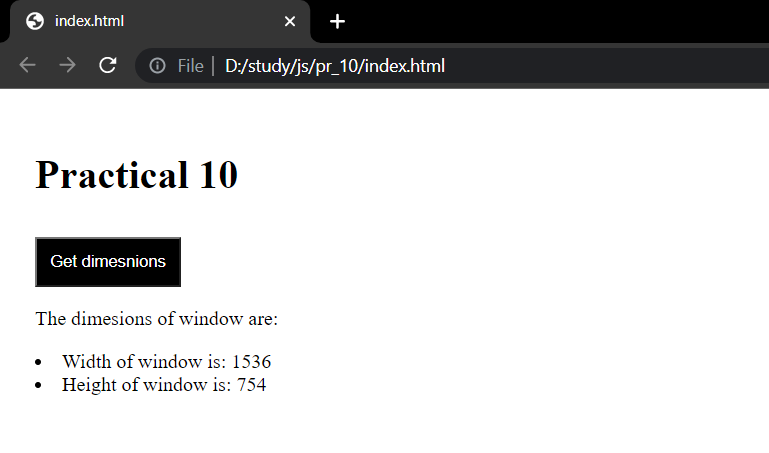 index.html
File | D:/study/js/pr_10/index.html
Practical 10
Get dimesnions
The dimesions of window are:
• Width of window is: 1536
• Height of window is: 754